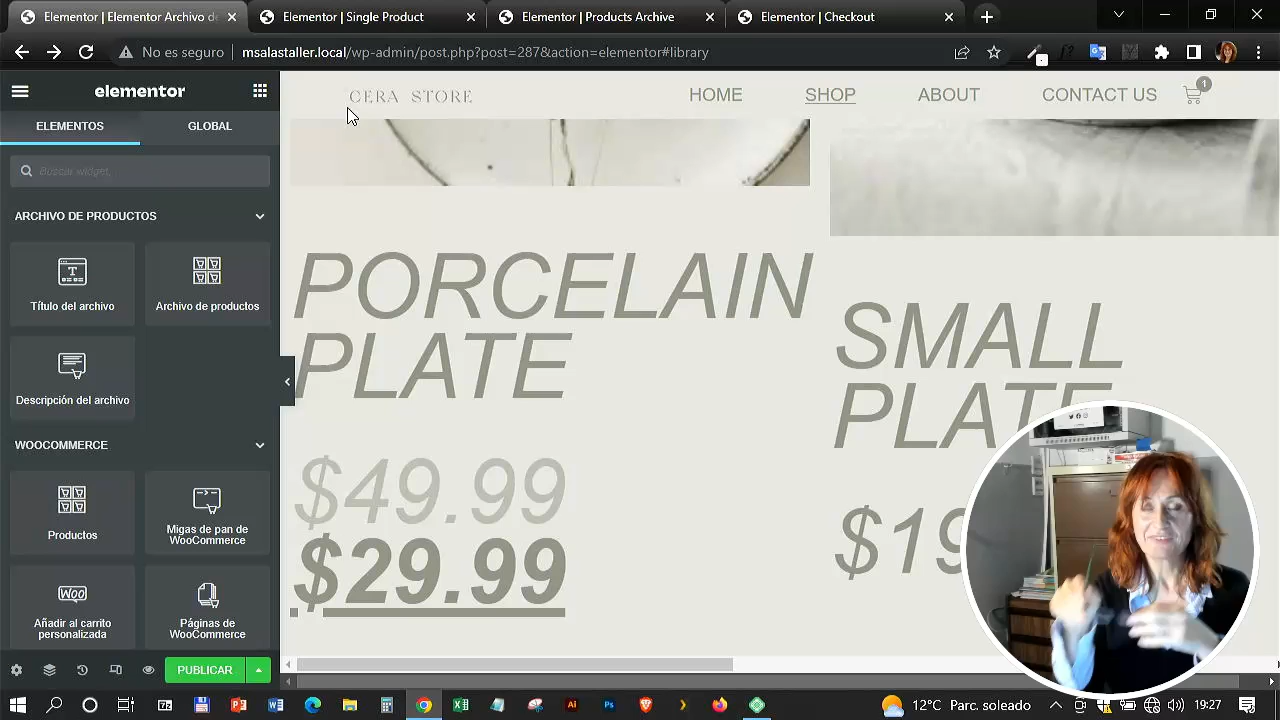 Elementor | Elementor Archivo de
Elementor | Single Product
Elementor | Products Archive
Elementor | Checkout
No es seguro
msalastaller.local/wp-admin/post.php?post=287&action=elementor#library
elementor
ELEMENTOS
GLOBAL
Buscar widget...
ARCHIVO DE PRODUCTOS
Título del archivo
Archivo de productos
Descripción del archivo
WOOCOMMERCE
Productos
Migas de pan de
WooCommerce
Woo
Añadir al carrito
personalizada
Páginas de
WooCommerce
PUBLICAR
CERA STORE
HOME
SHOP
ABOUT
CONTACT US
1
PORCELAIN
PLATE
$49.99
$29.99
SMALL
PLATE
$19
12°C Parc. soleado
19:27